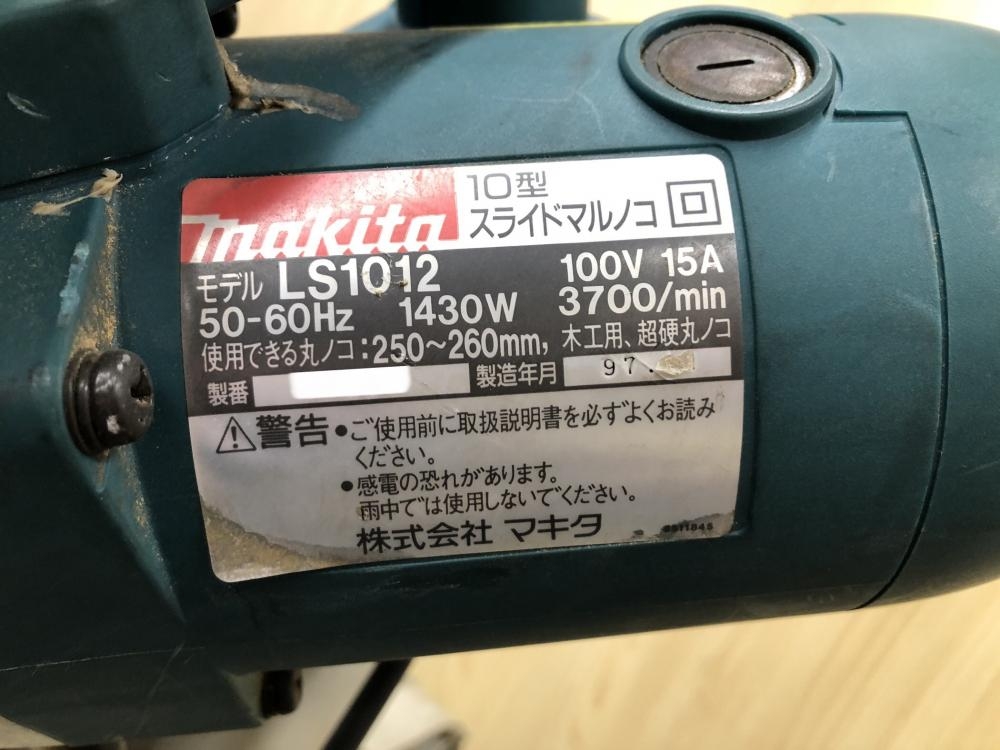 makita
10型
スライドマルノコ
モデル LS1012 100V 15A
50-60Hz 1430W 3700/min
使用できる丸ノコ:250～260mm, 木工用、超硬丸ノコ
製番 製造年月 97.
警告 ●ご使用前に取扱説明書を必ずよくお読み
ください。
●感電の恐れがあります。
雨中では使用しないでください。
株式会社 マキタ